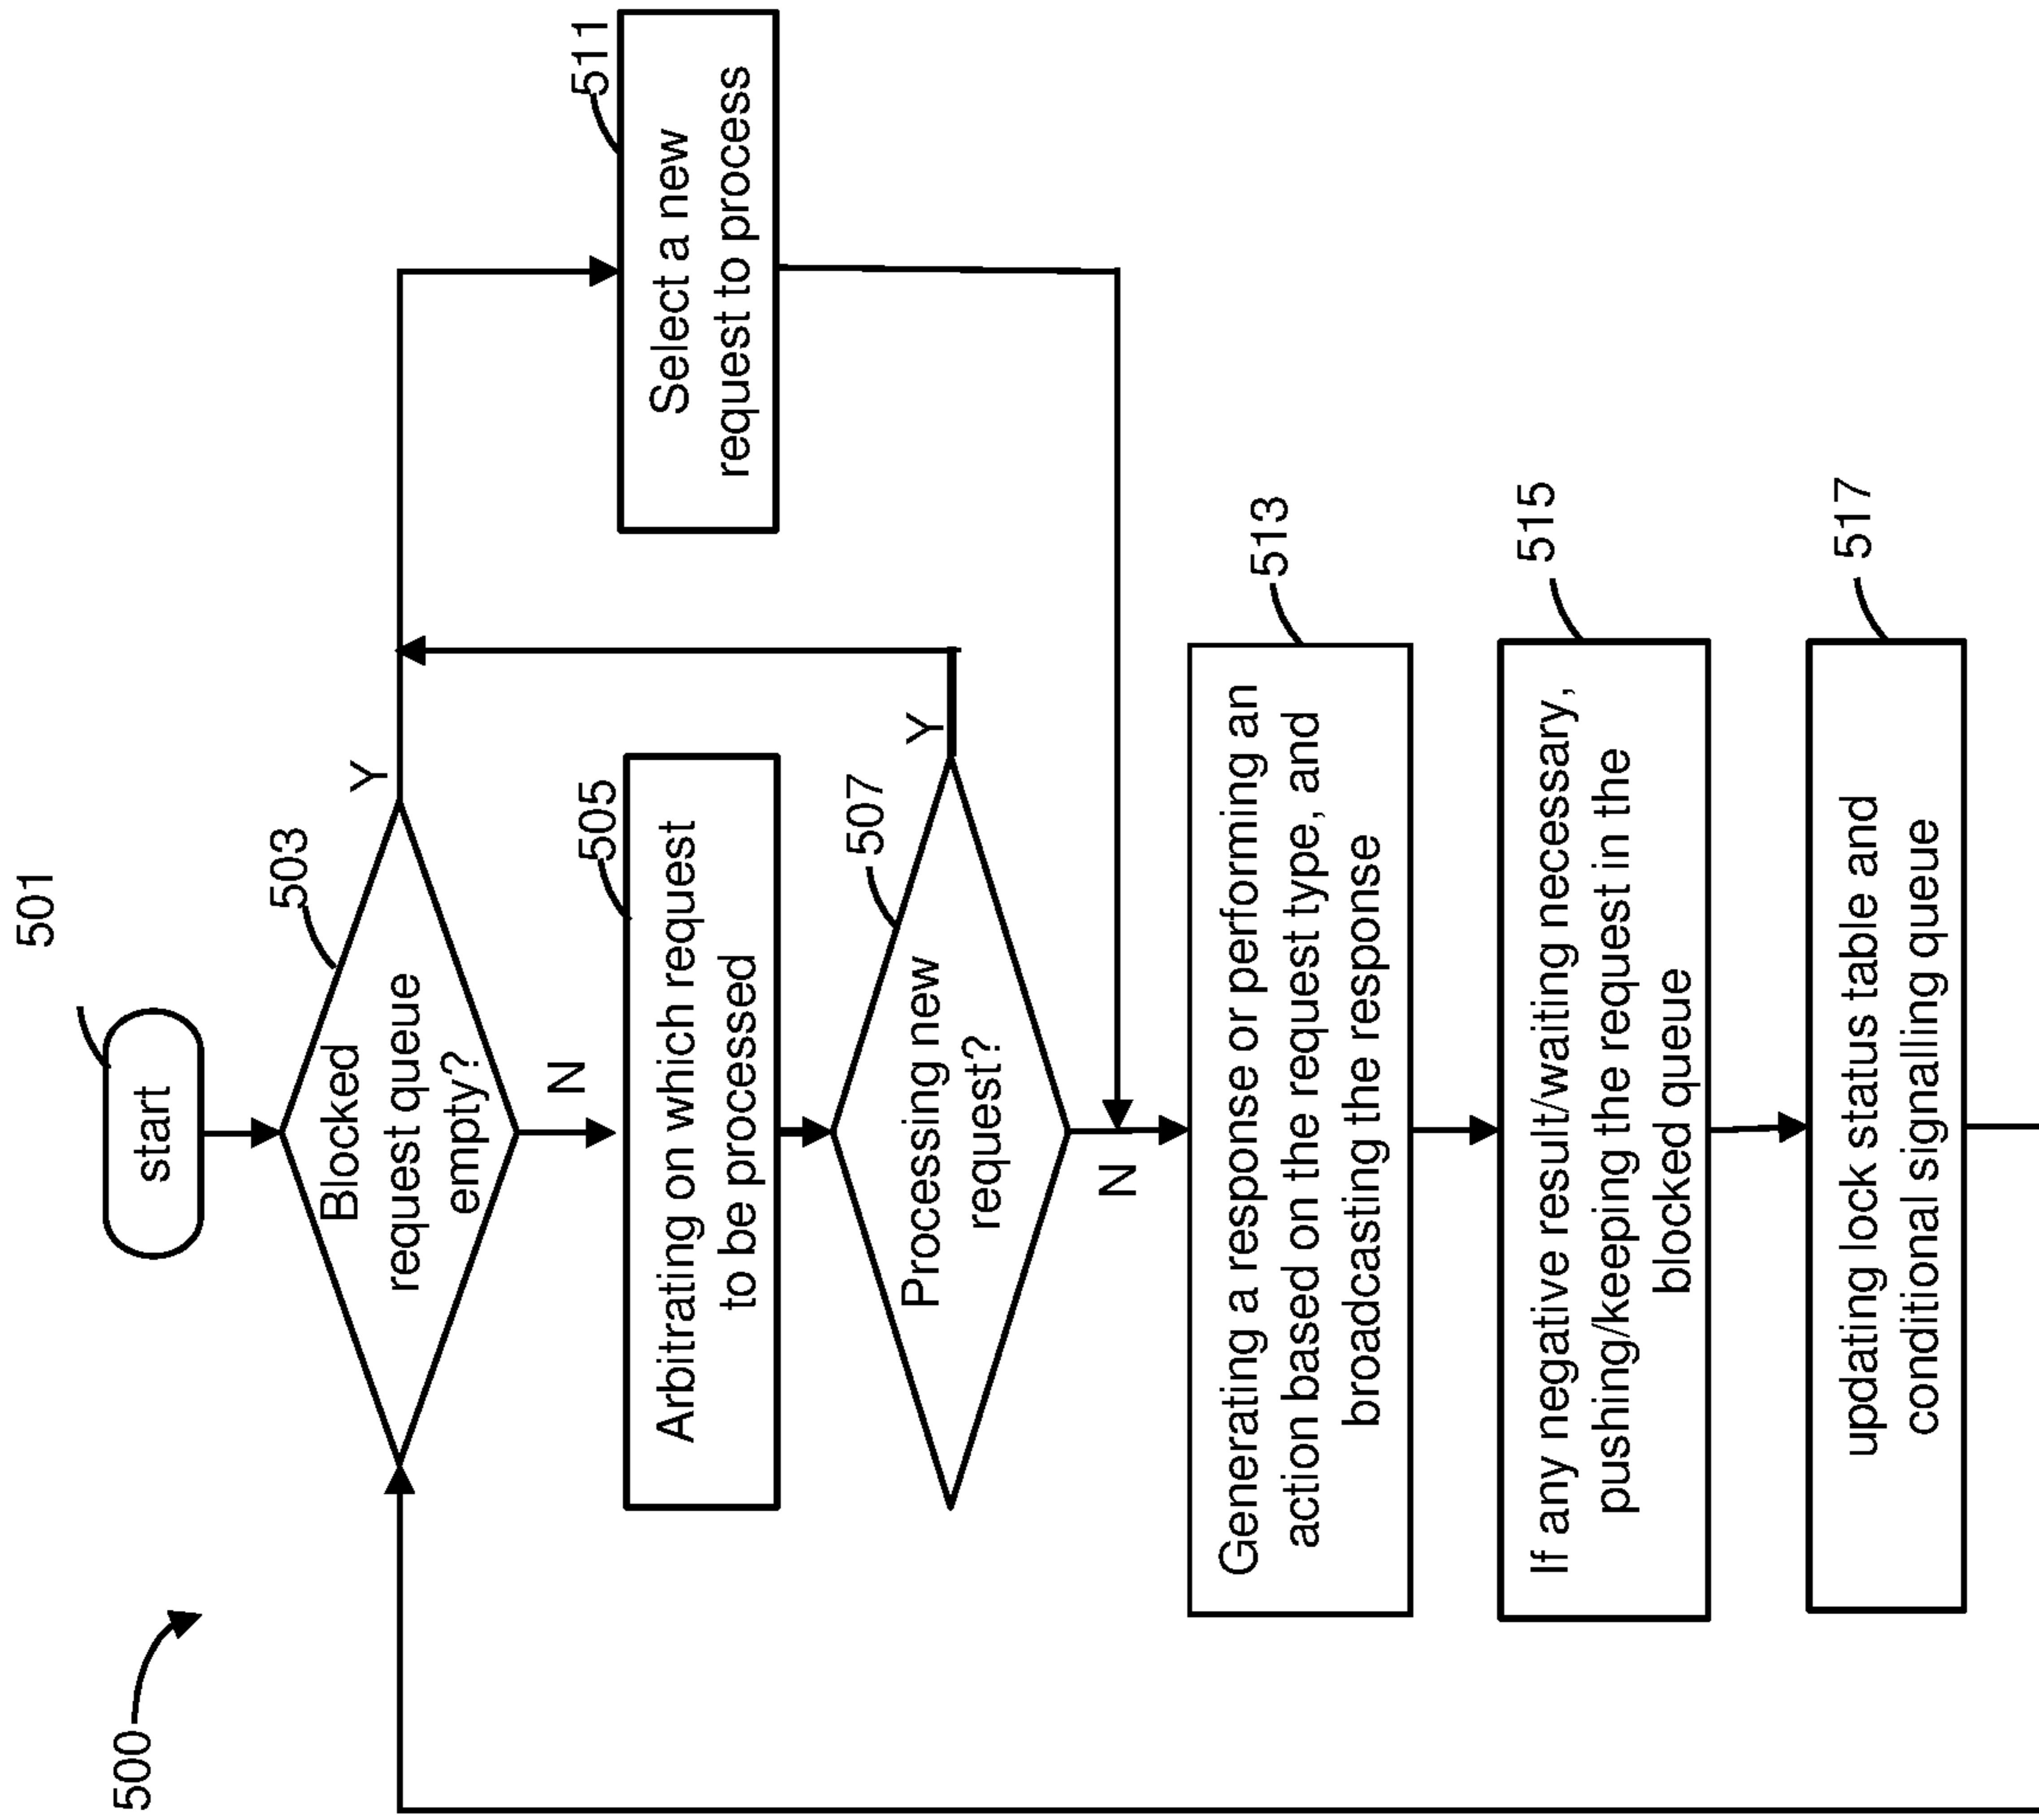 500
501
start
503
Blocked
request queue
empty?
Y
N
505
Arbitrating on which request
to be processed
507
Processing new
request?
Y
N
511
Select a new
request to process
513
Generating a response or performing an
action based on the request type, and
broadcasting the response
515
If any negative result/waiting necessary,
pushing/keeping the request in the
blocked queue
517
updating lock status table and
conditional signalling queue